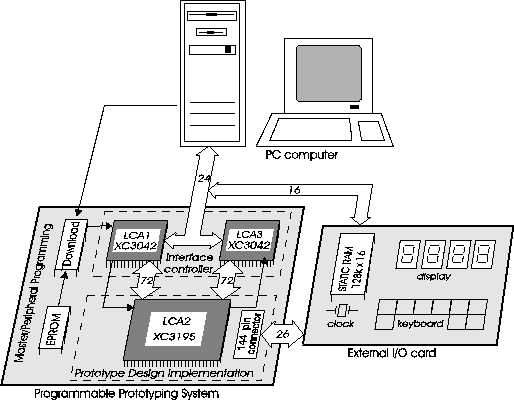 PC computer
24
16
Master/Peripheral Programming
Download
EPROM
LCA1
XC3042
LCA3
XC3042
Interface
controller
72
72
LCA2
XC3195
144 pin
connector
26
Prototype Design Implementation
Programmable Prototyping System
STATIC RAM
128k x 16
display
clock
keyboard
External I/O card